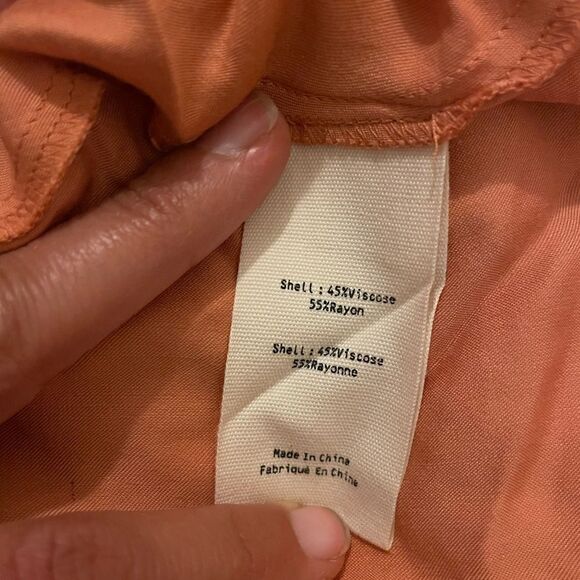 Shell : 45%Viscose
55%Rayon
Shell : 45%Viscose
55%Rayonne
Made In China
Fabriqué En Chine